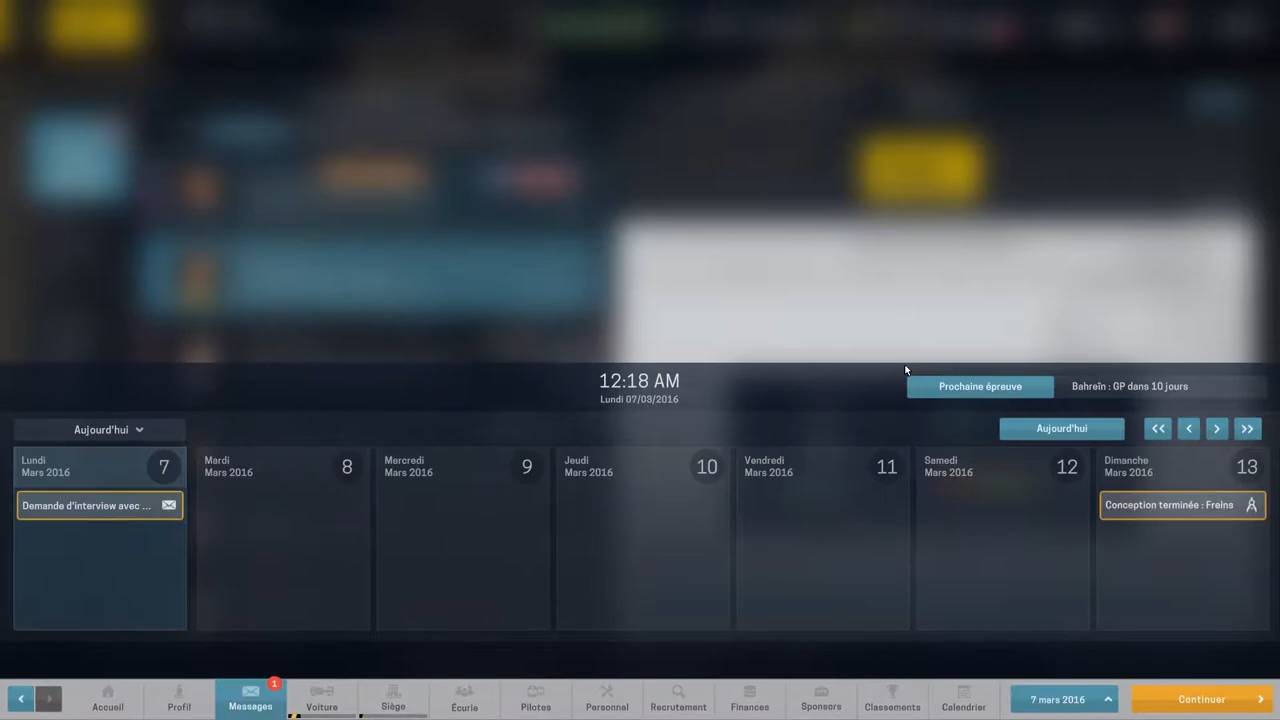 12:18 AM
Lundi 07/03/2016
Prochaine épreuve
Bahreïn : GP dans 10 jours
Aujourd'hui
Aujourd'hui
Lundi
Mars 2016
7
Mardi
Mars 2016
8
Mercredi
Mars 2016
9
Jeudi
Mars 2016
10
Vendredi
Mars 2016
11
Samedi
Mars 2016
12
Dimanche
Mars 2016
13
Demande d'interview avec ...
Conception terminée : Freins
Accueil
Profil
Messages
1
Voiture
Siège
Écurie
Pilotes
Personnel
Recrutement
Finances
Sponsors
Classements
Calendrier
7 mars 2016
Continuer